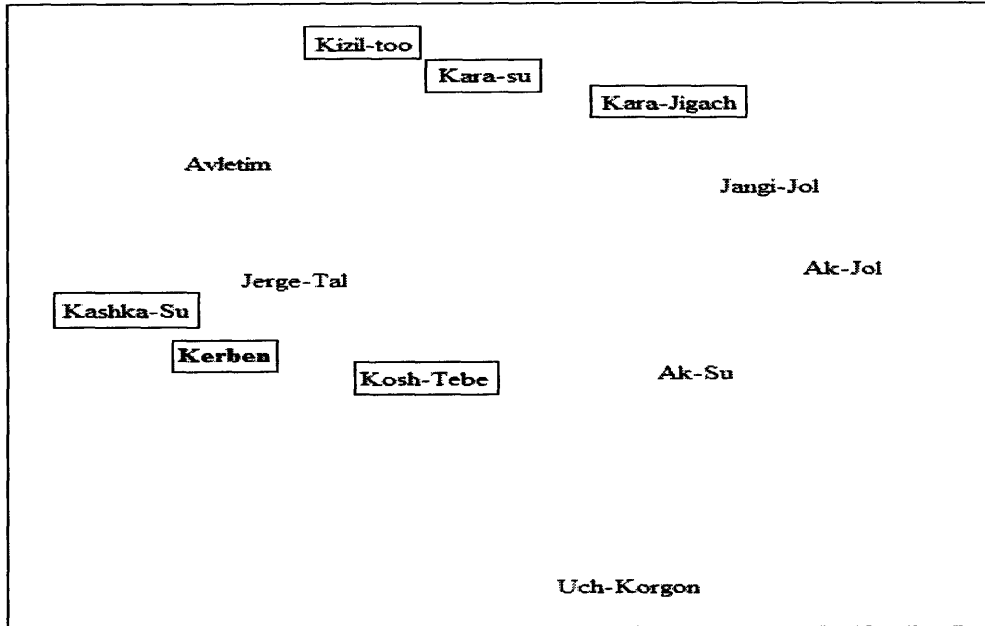 Kizil-too
Kara-su
Kara-Jigach
Avletim
Jangi-Jol
Ak-Jol
Jerge-Tal
Kashka-Su
Kerben
Kosh-Tebe
Ak-Su
Uch-Korgon